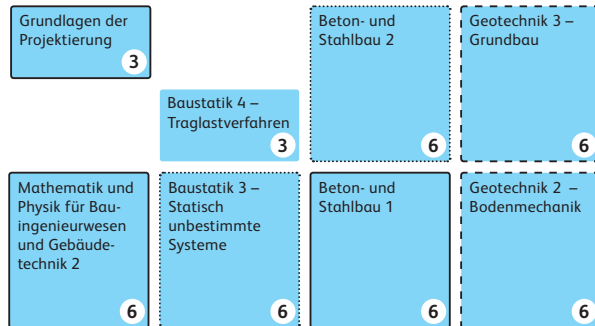 Grundlagen der
Projektierung
3
Beton- und
Stahlbau 2
6
Geotechnik 3 –
Grundbau
6
Baustatik 4 –
Traglastverfahren
3
Mathematik und
Physik für Bau-
ingenieurwesen
und Gebäude-
technik 2
6
Baustatik 3 –
Statisch
unbestimmte
Systeme
6
Beton- und
Stahlbau 1
6
Geotechnik 2 –
Bodenmechanik
6